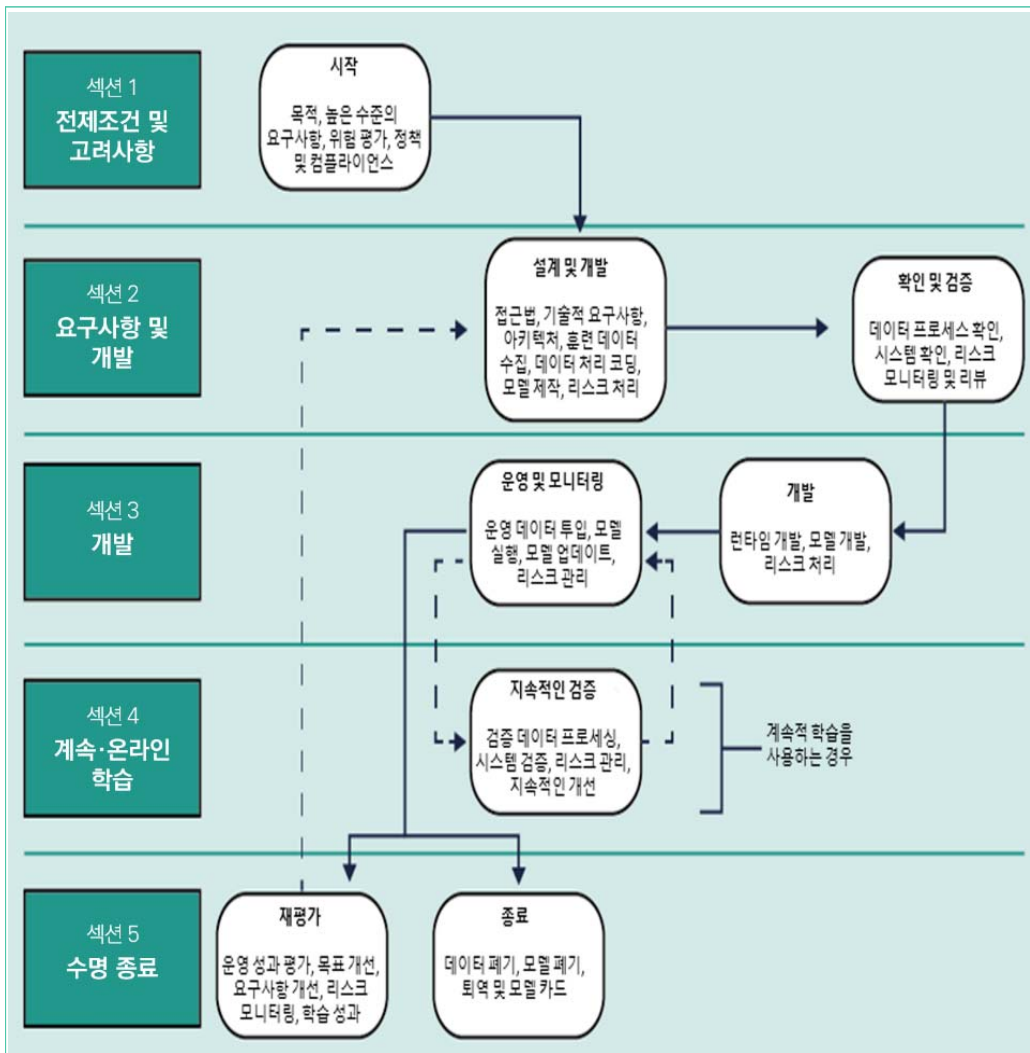 섹션 1
전제조건 및
고려사항
시작
목적, 높은 수준의
요구사항, 위험 평가, 정책
및 컴플라이언스
섹션 2
요구사항 및
개발
설계 및 개발
접근법, 기술적 요구사항,
아키텍처, 훈련 데이터
수집, 데이터 처리 코딩,
모델 제작, 리스크 처리
확인 및 검증
데이터 프로세스 확인,
시스템 확인, 리스크
모니터링 및 리뷰
섹션 3
개발
운영 및 모니터링
운영 데이터 투입, 모델
실행, 모델 업데이트,
리스크 관리
개발
런타임 개발, 모델 개발,
리스크 처리
섹션 4
계속·온라인
학습
지속적인 검증
검증 데이터 프로세싱,
시스템 검증, 리스크 관리,
지속적인 개선
계속적 학습을
사용하는 경우
섹션 5
수명 종료
재평가
운영 성과 평가, 목표 개선,
요구사항 개선, 리스크
모니터링, 학습 성과
종료
데이터 폐기, 모델 폐기,
퇴역 및 모델 카드